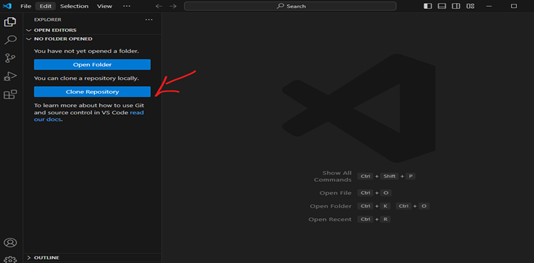 File Edit Selection View ... Search
EXPLORER ...
OPEN EDITORS
NO FOLDER OPENED
You have not yet opened a folder.
Open Folder
You can clone a repository locally.
Clone Repository
To learn more about how to use Git
and source control in VS Code read
our docs.
Show All
Commands Ctrl + Shift + P
Open File Ctrl + O
Open Folder Ctrl + K Ctrl + O
Open Recent Ctrl + R
OUTLINE